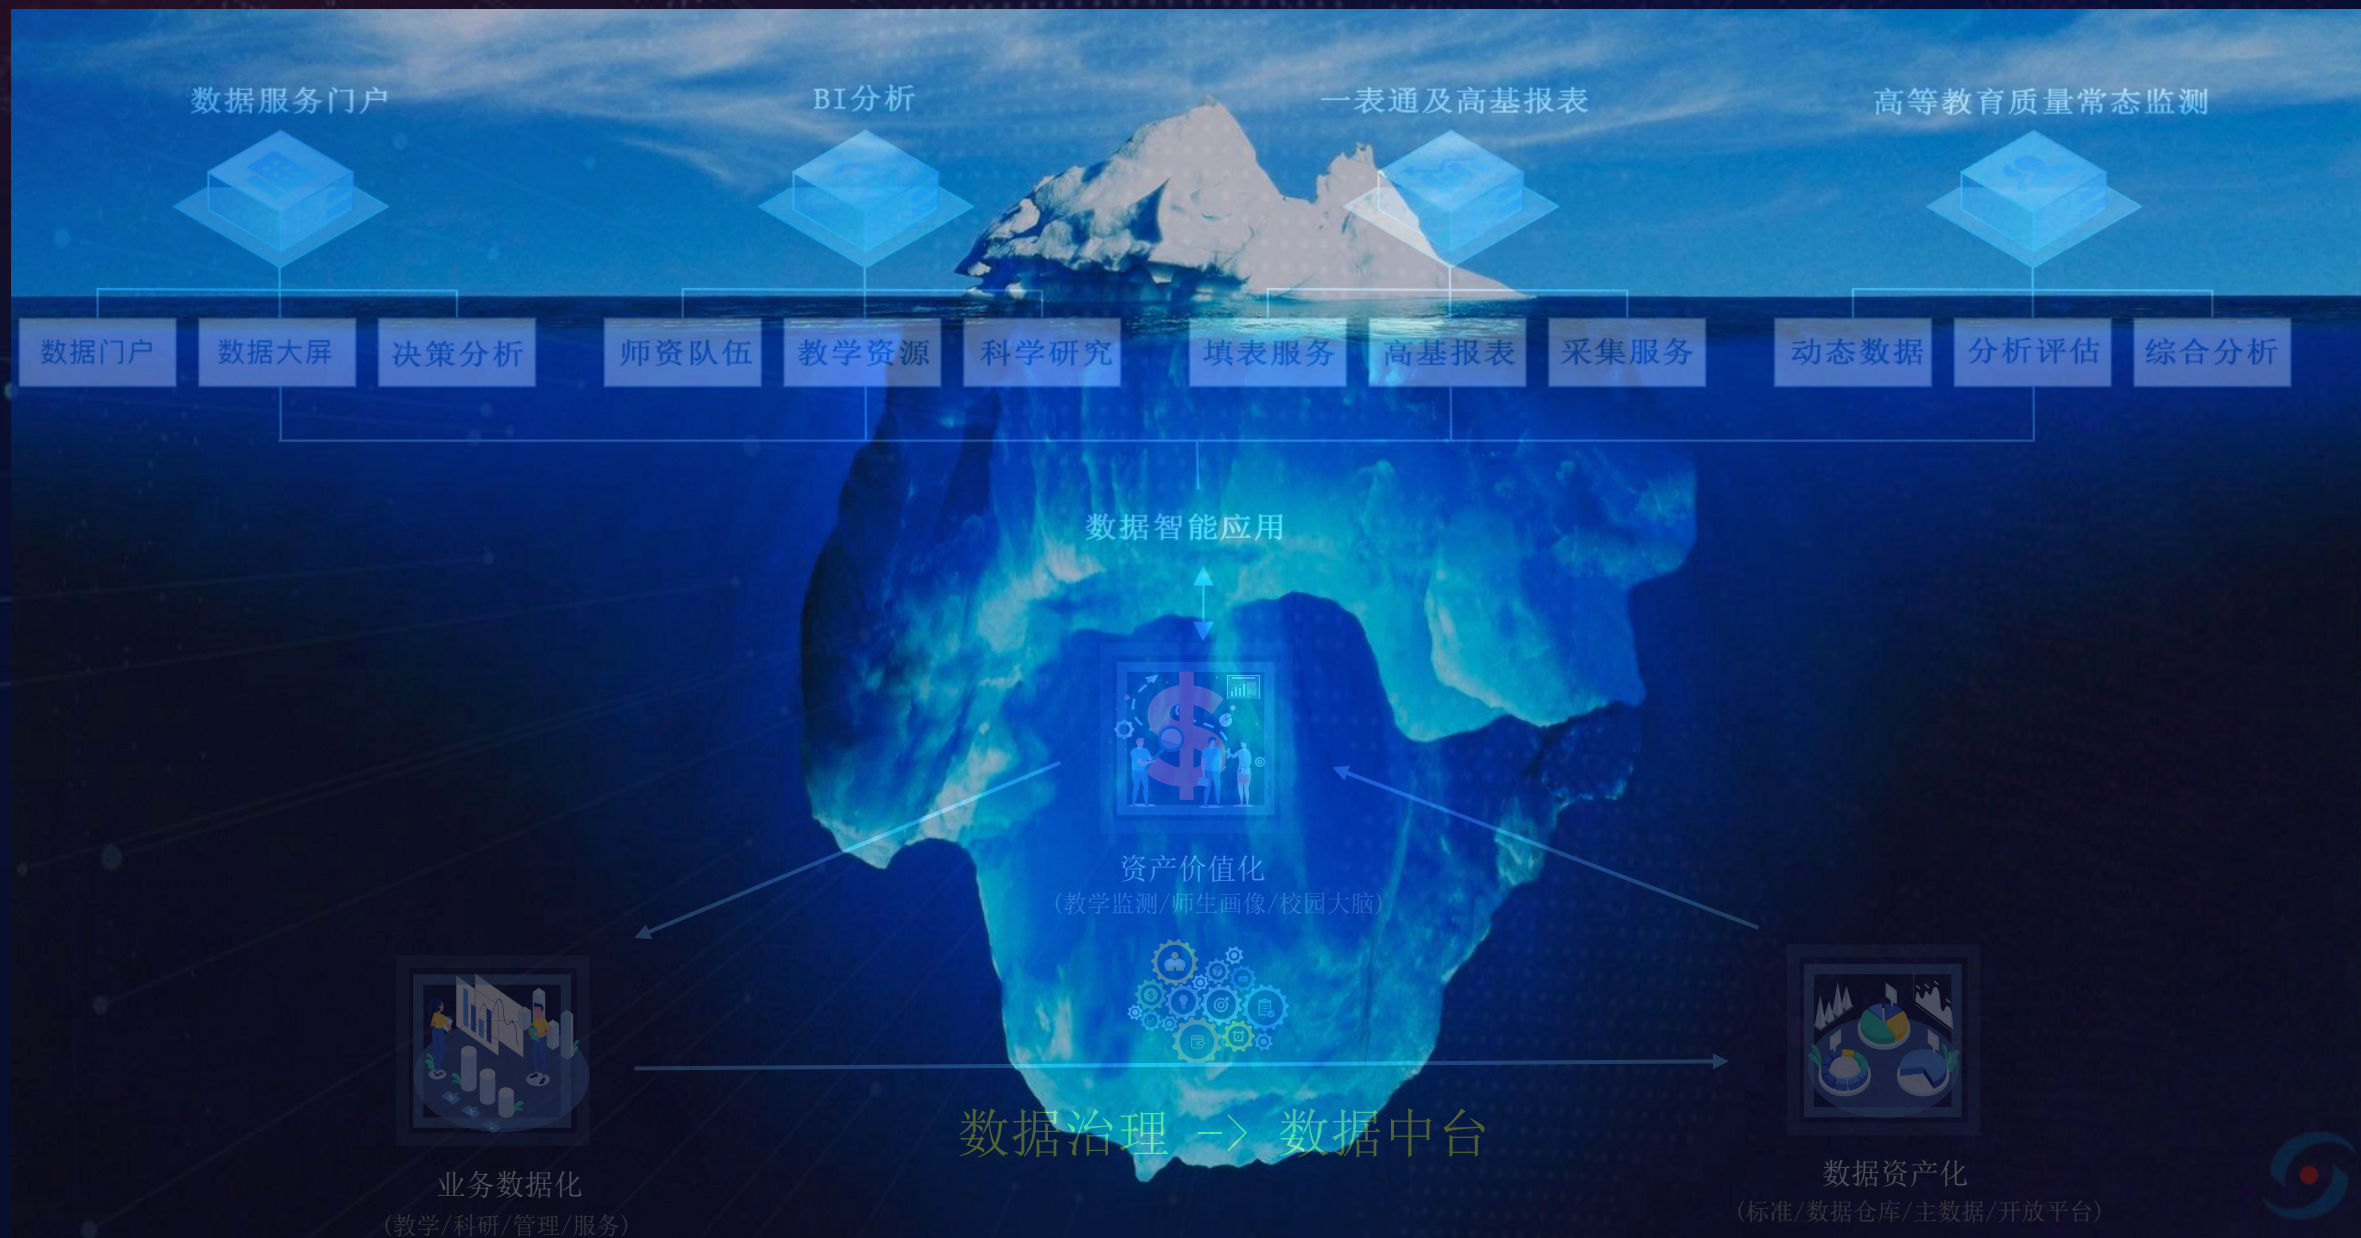 数据服务门户
BI分析
一表通及高基报表
高等教育质量常态监测
数据门户
数据大屏
决策分析
师资队伍
教学资源
科学研究
填表服务
高基报表
采集服务
动态数据
分析评估
综合分析
数据智能应用
资产价值化
(教学监测/师生画像/校园大脑)
数据治理 -> 数据中台
业务数据化
(教学/科研/管理/服务)
数据资产化
(标准/数据仓库/主数据/开放平台)